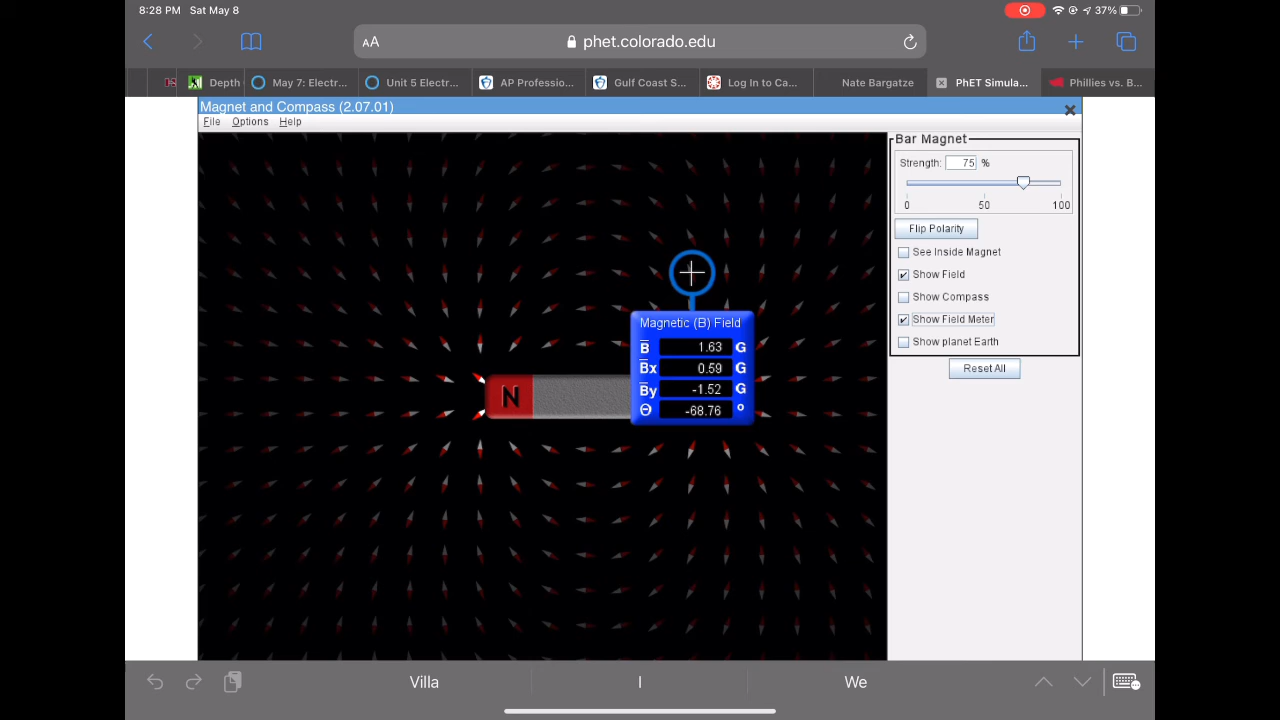 8:28 PM Sat May 8
37%
AA
phet.colorado.edu
Depth
May 7: Electr...
Unit 5 Electr...
AP Professio...
Gulf Coast S...
Log In to Ca...
Nate Bargatze
PhET Simula...
Phillies vs. B...
Magnet and Compass (2.07.01)
File Options Help
Bar Magnet
Strength: 75 %
0 50 100
Flip Polarity
See Inside Magnet
Show Field
Show Compass
Show Field Meter
Show planet Earth
Reset All
Magnetic (B) Field
B 1.63 G
Bx 0.59 G
By -1.52 G
Θ -68.76 º
N
Villa
I
We